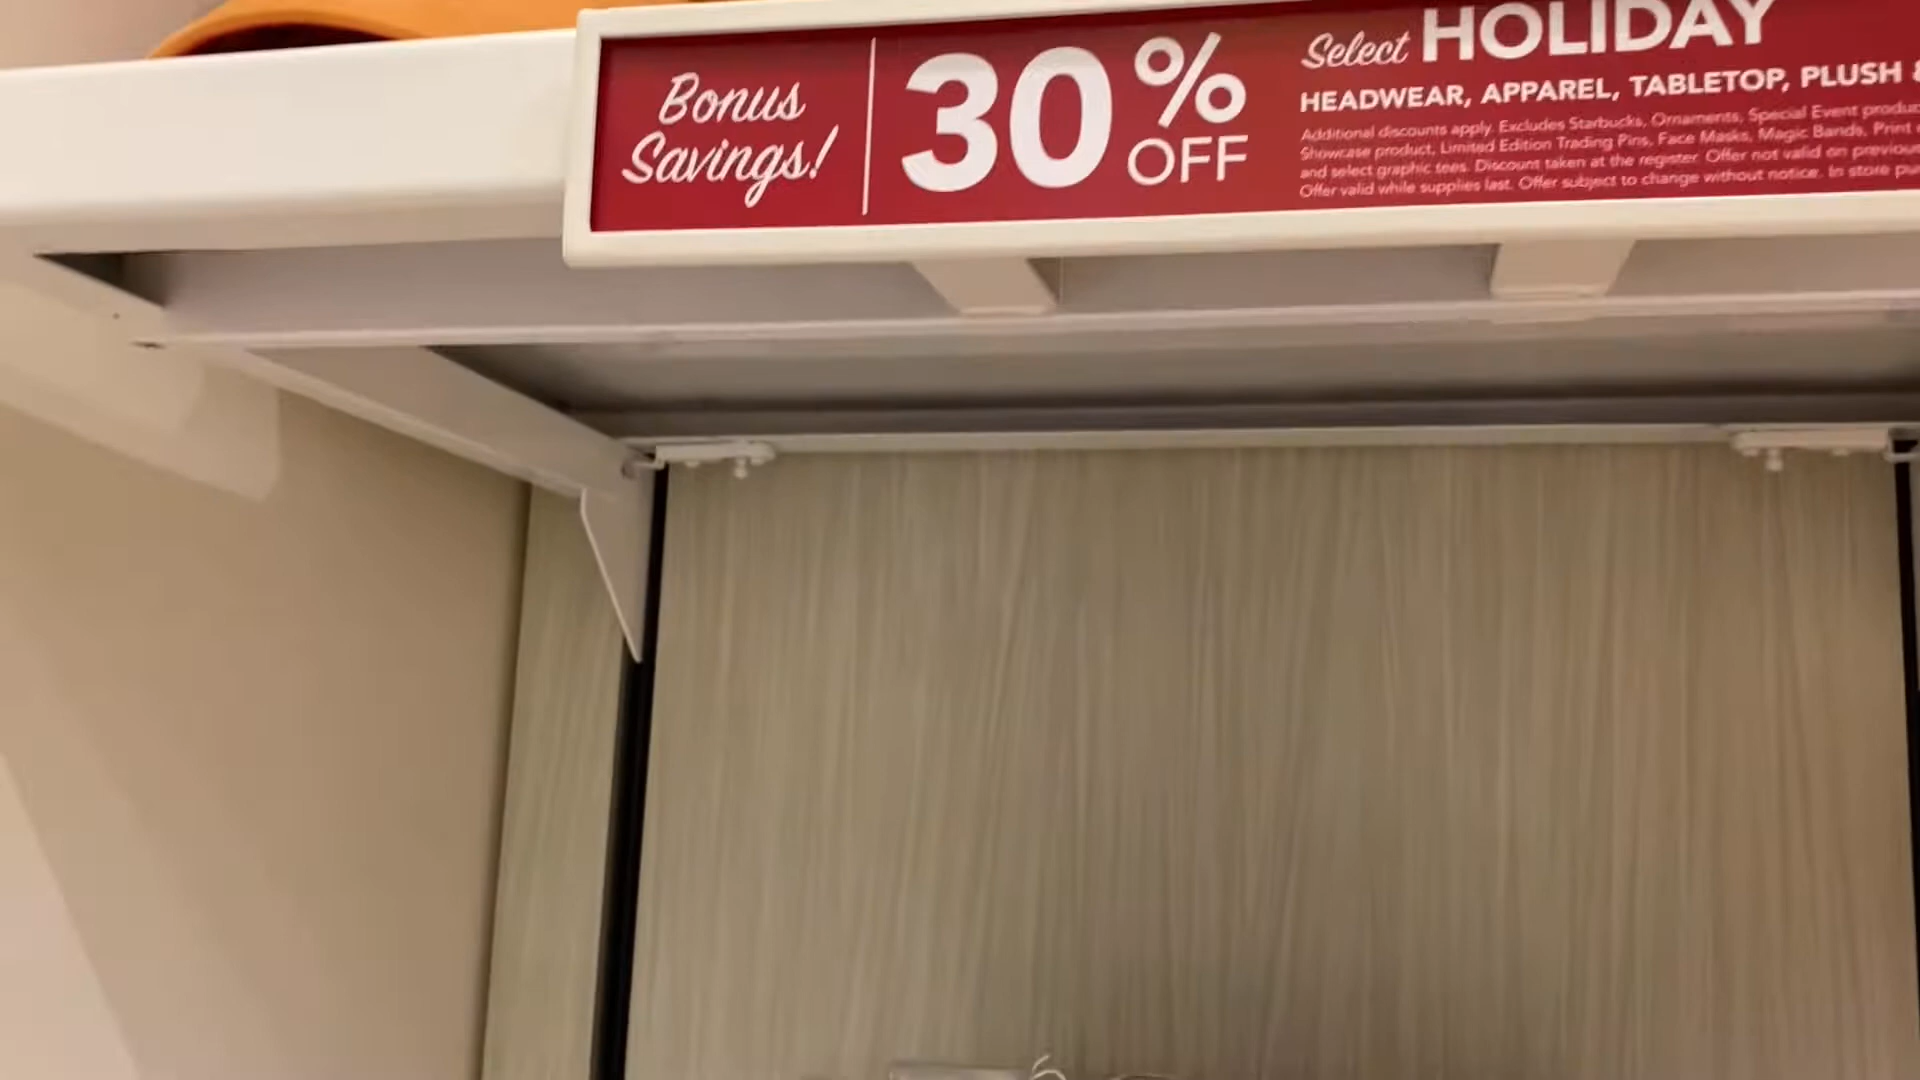 Bonus
Savings!
30%
OFF
Select HOLIDAY
HEADWEAR, APPAREL, TABLETOP, PLUSH &
Additional discounts apply. Excludes Starbucks, Ornaments, Special Event
Showcase product, Limited Edition Trading Pins, Face Masks, Magic Bands, Print
and select graphic tees. Discount taken at the register. Offer not valid on
Offer valid while supplies last. Offer subject to change without notice. In store